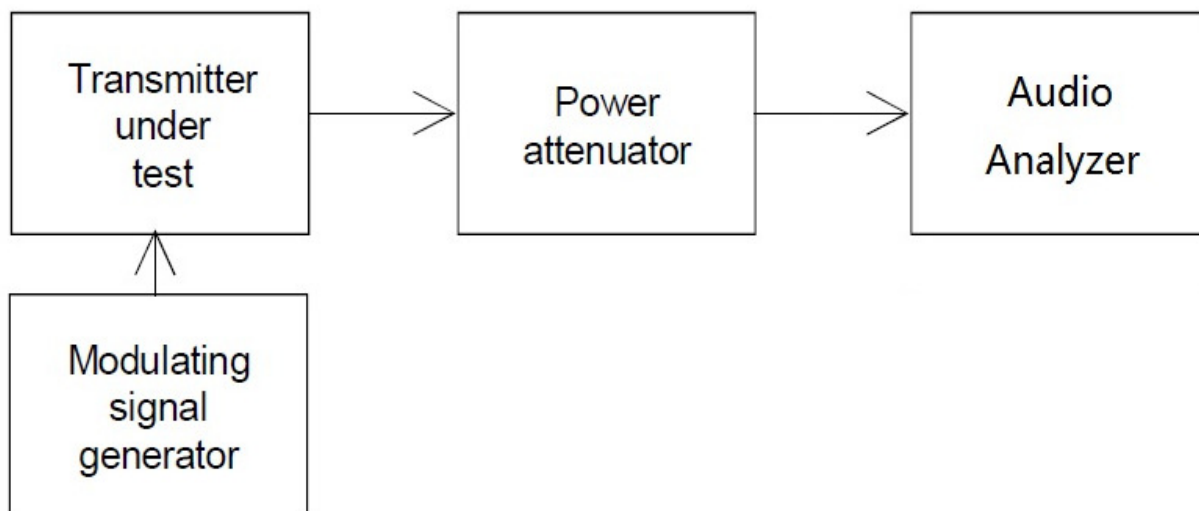 Transmitter
under
test
Power
attenuator
Audio
Analyzer
Modulating
signal
generator